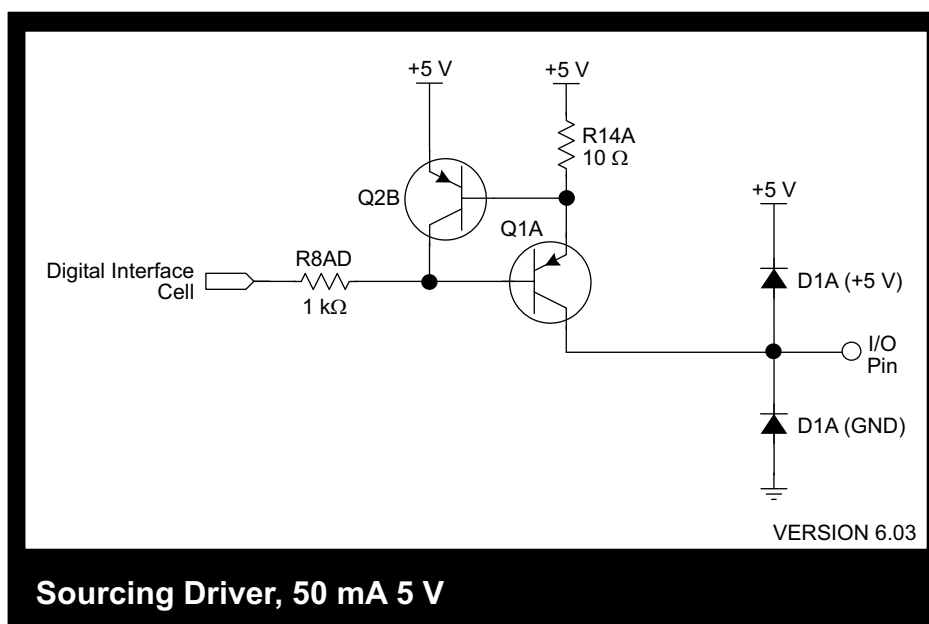 +5 V
+5 V
R14A
10 Ω
Q2B
+5 V
Q1A
Digital Interface
Cell
R8AD
1 kΩ
D1A (+5 V)
I/O
Pin
D1A (GND)
VERSION 6.03
Sourcing Driver, 50 mA 5 V